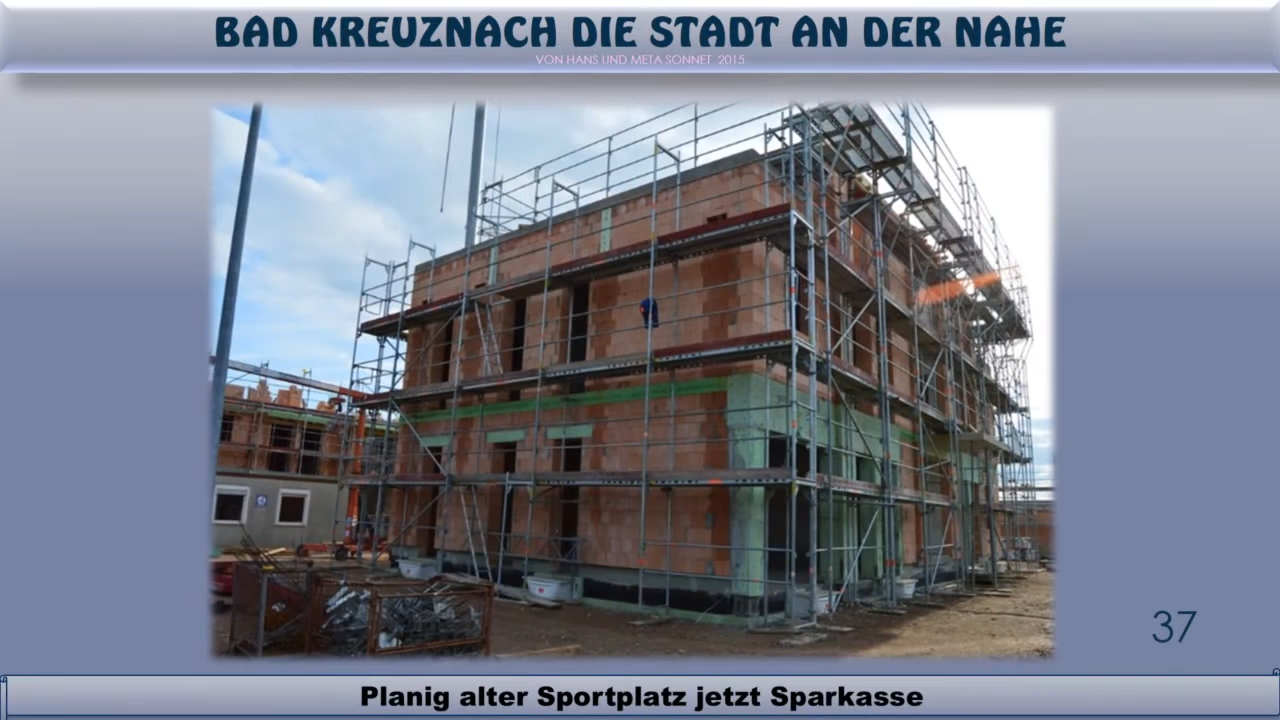 BAD KREUZNACH DIE STADT AN DER NAHE
VON HANS UND META SONNET 2015
37
Planig alter Sportplatz jetzt Sparkasse